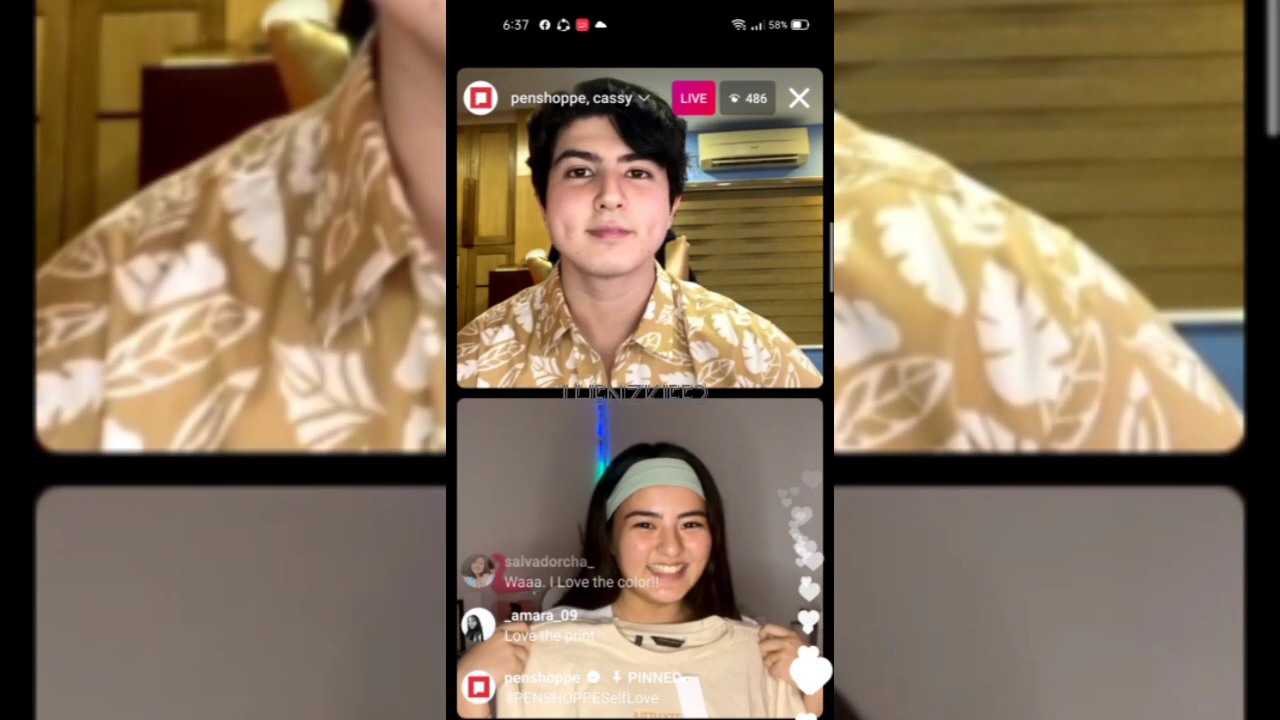 6:37
58%
penshoppe, cassy
LIVE
486
salvadorcha_
Waaa. I Love the color!!
_amara_09
Love the print
penshoppe PINNED
#PENSHOPPESelfLove